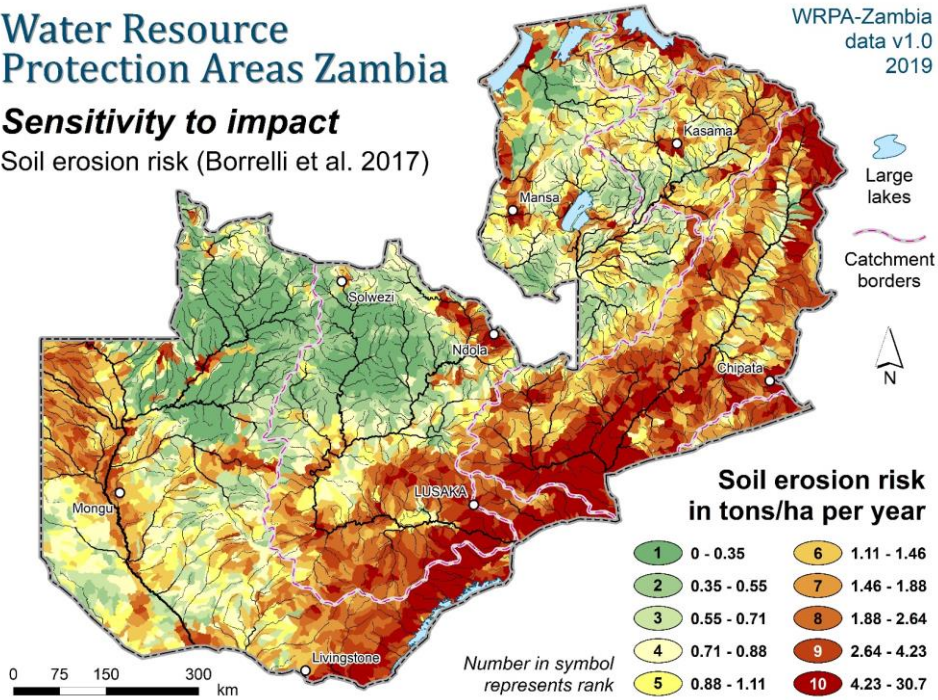 Water Resource
Protection Areas Zambia
Sensitivity to impact
Soil erosion risk (Borrelli et al. 2017)
WRPA-Zambia
data v1.0
2019
Large
lakes
Catchment
borders
N
Kasama
Mansa
Solwezi
Ndola
Chipata
LUSAKA
Mongu
Livingstone
Soil erosion risk
in tons/ha per year
1 0 - 0.35
2 0.35 - 0.55
3 0.55 - 0.71
4 0.71 - 0.88
5 0.88 - 1.11
6 1.11 - 1.46
7 1.46 - 1.88
8 1.88 - 2.64
9 2.64 - 4.23
10 4.23 - 30.7
Number in symbol
represents rank
0 75 150 300
km